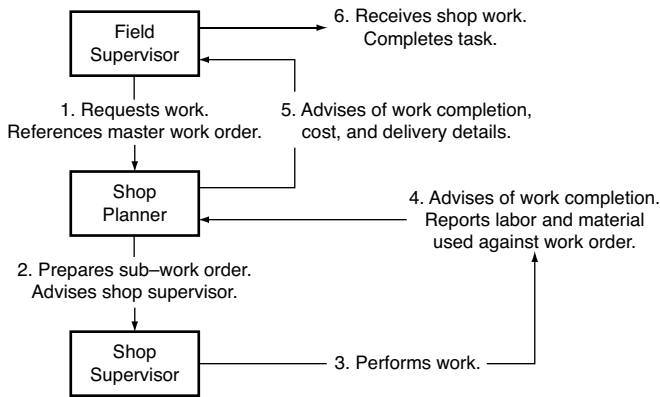 Field
Supervisor
6. Receives shop work.
Completes task.
1. Requests work.
References master work order.
5. Advises of work completion,
cost, and delivery details.
Shop
Planner
4. Advises of work completion.
Reports labor and material
used against work order.
2. Prepares sub–work order.
Advises shop supervisor.
Shop
Supervisor
3. Performs work.